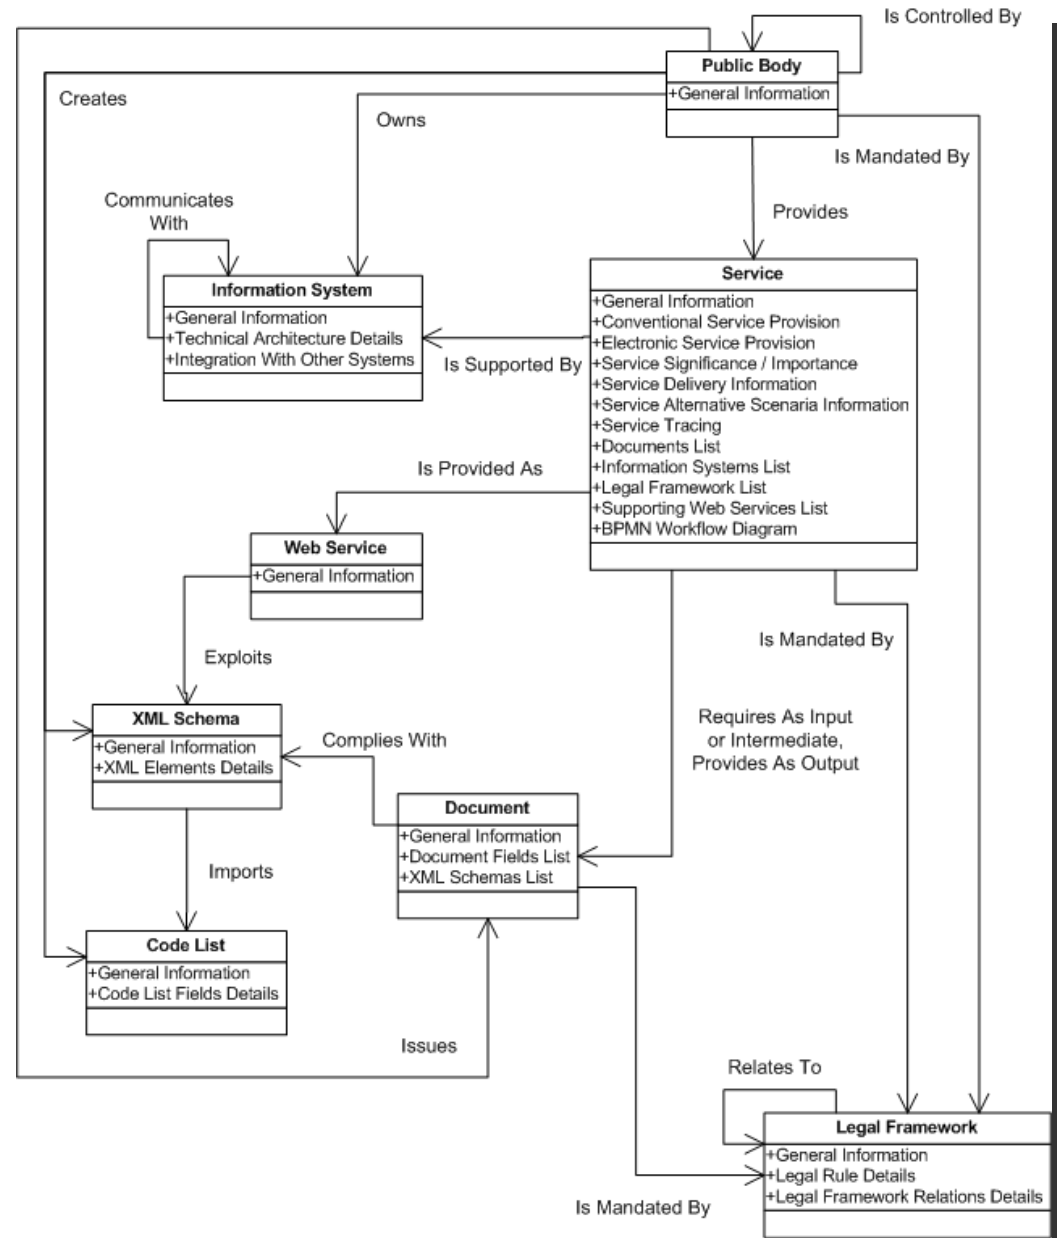 Is Controlled By
Public Body
+General Information
Creates
Owns
Is Mandated By
Communicates
With
Provides
Information System
+General Information
+Technical Architecture Details
+Integration With Other Systems
Service
+General Information
+Conventional Service Provision
+Electronic Service Provision
+Service Significance / Importance
+Service Delivery Information
+Service Alternative Scenaria Information
+Service Tracing
+Documents List
+Information Systems List
+Legal Framework List
+Supporting Web Services List
+BPMN Workflow Diagram
Is Supported By
Is Provided As
Web Service
+General Information
Exploits
Is Mandated By
XML Schema
+General Information
+XML Elements Details
Complies With
Requires As Input
or Intermediate,
Provides As Output
Document
+General Information
+Document Fields List
+XML Schemas List
Imports
Code List
+General Information
+Code List Fields Details
Issues
Relates To
Legal Framework
+General Information
+Legal Rule Details
+Legal Framework Relations Details
Is Mandated By